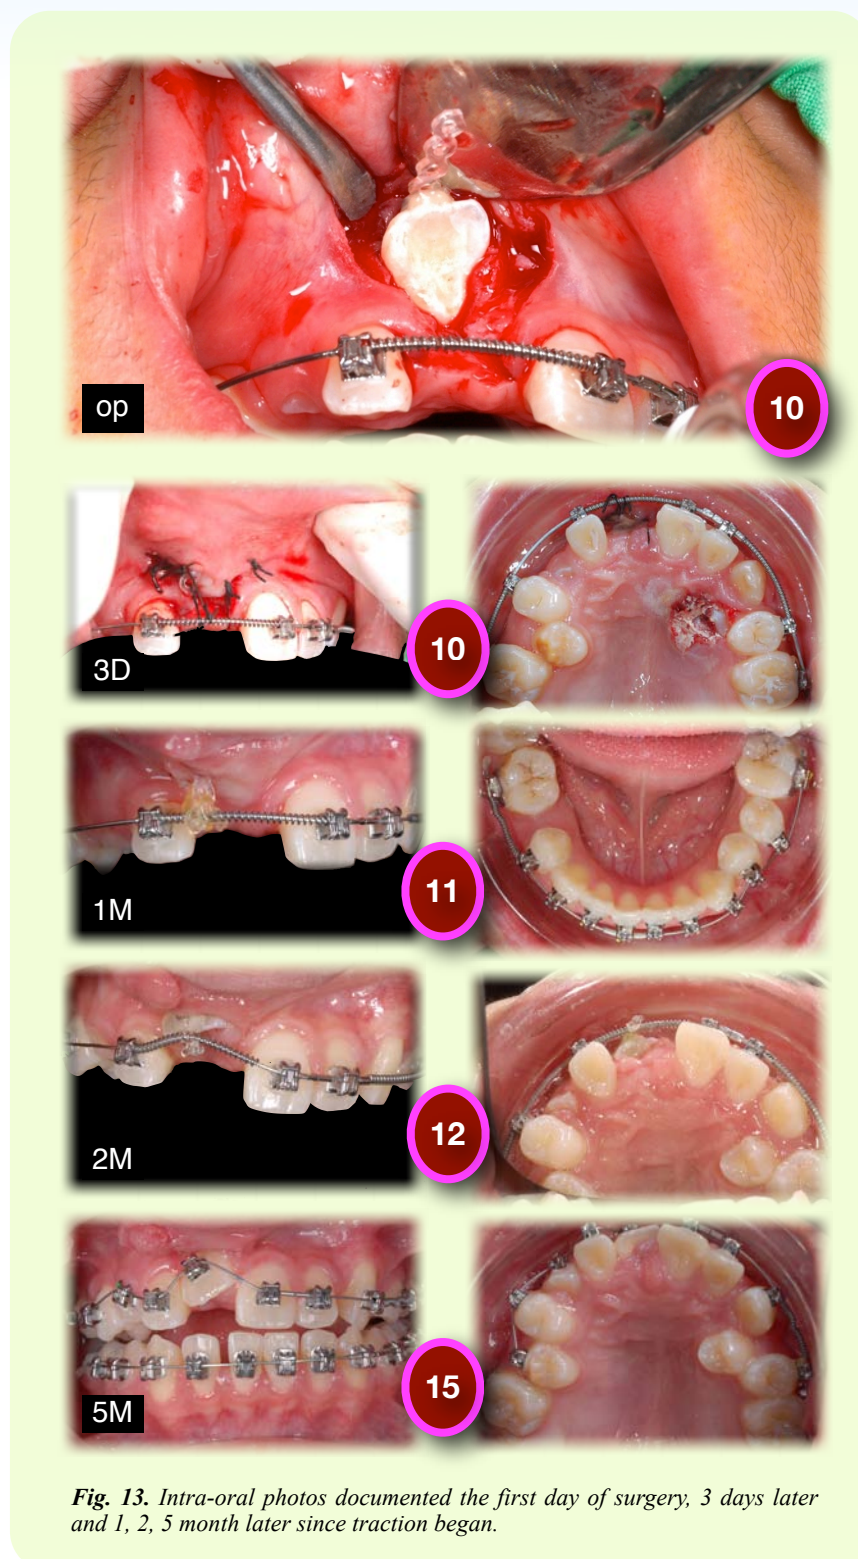 op
10
3D
10
1M
11
2M
12
5M
15
Fig. 13. Intra-oral photos documented the first day of surgery, 3 days later
and 1, 2, 5 month later since traction began.